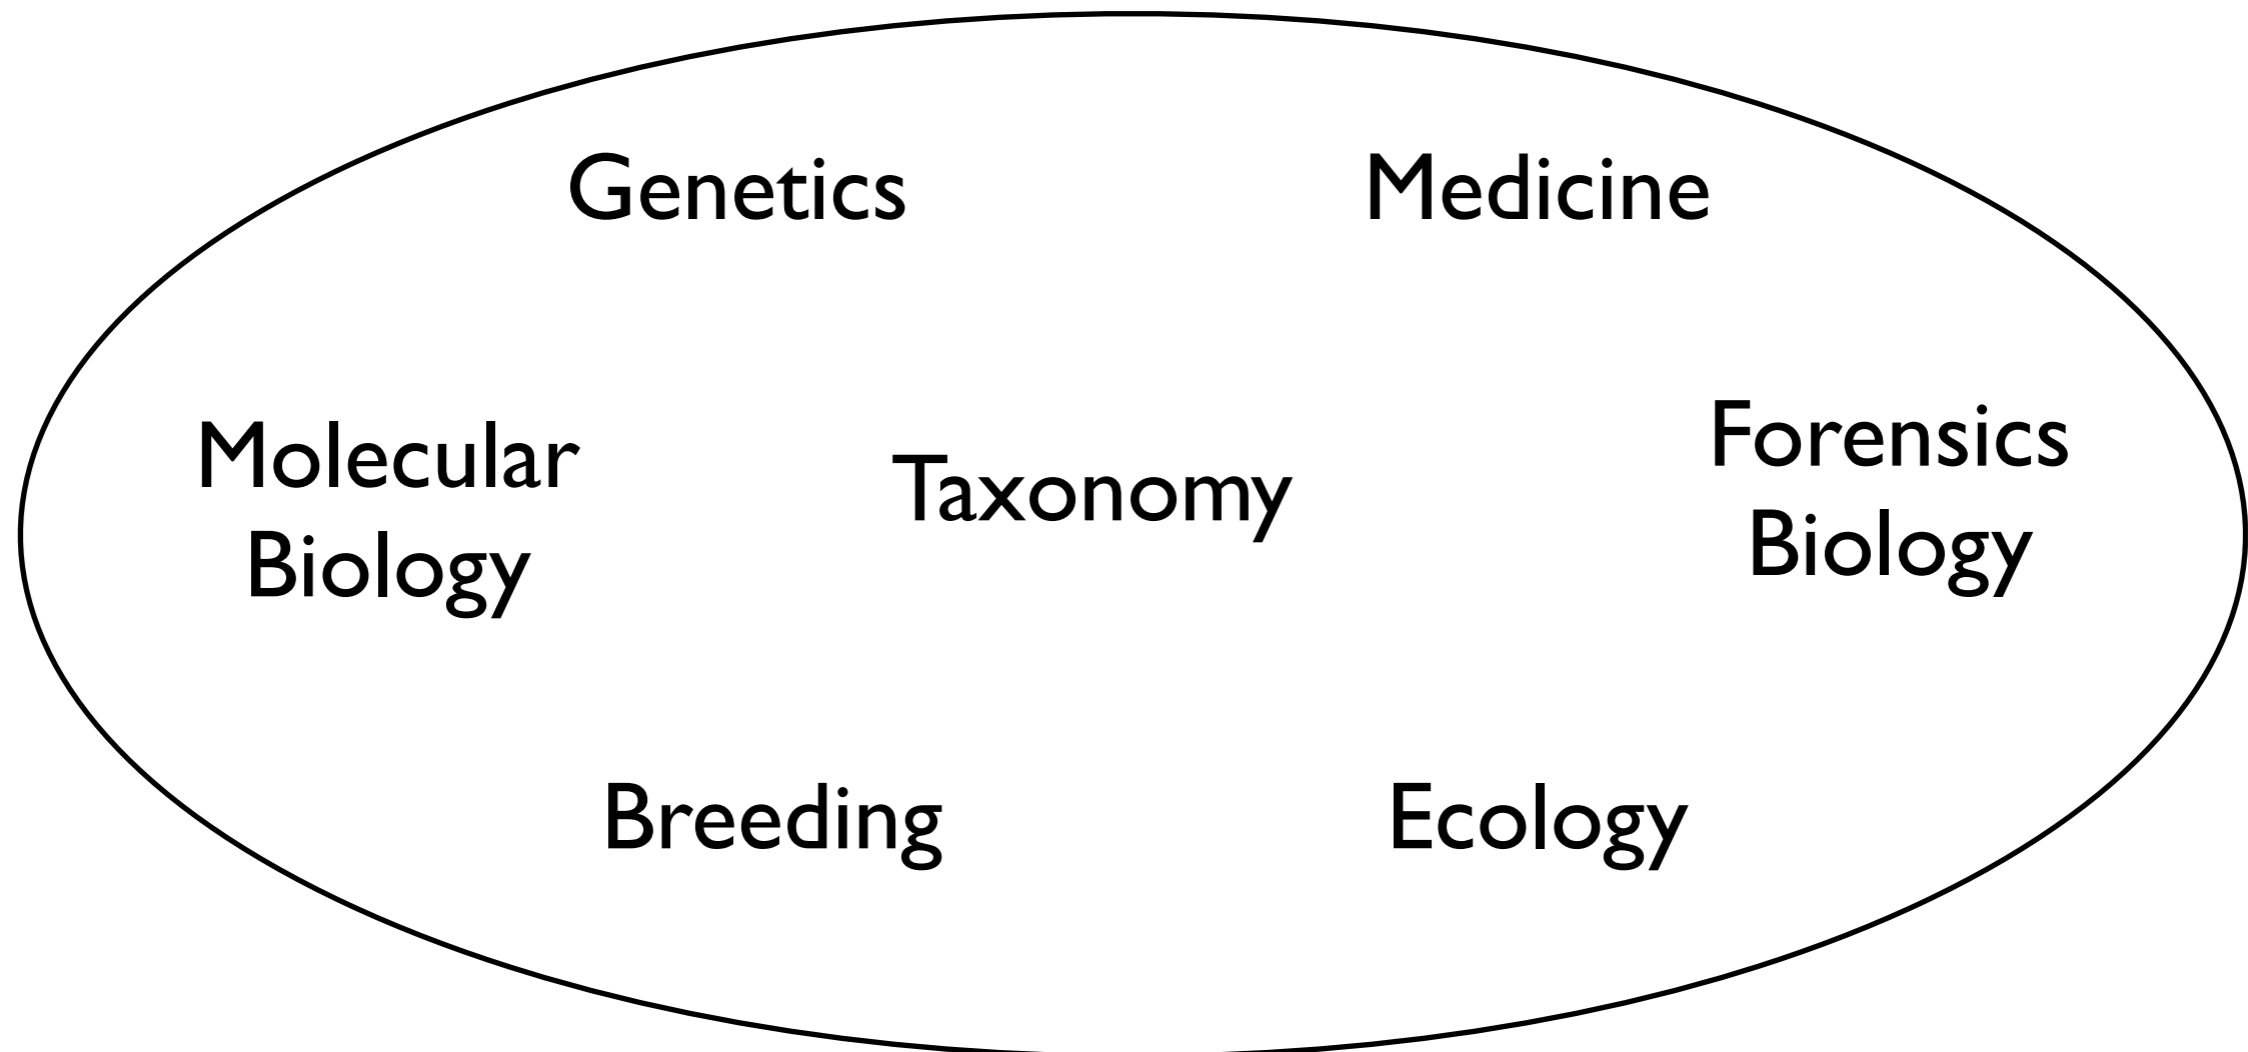 Genetics
Medicine
Molecular
Biology
Taxonomy
Forensics
Biology
Breeding
Ecology